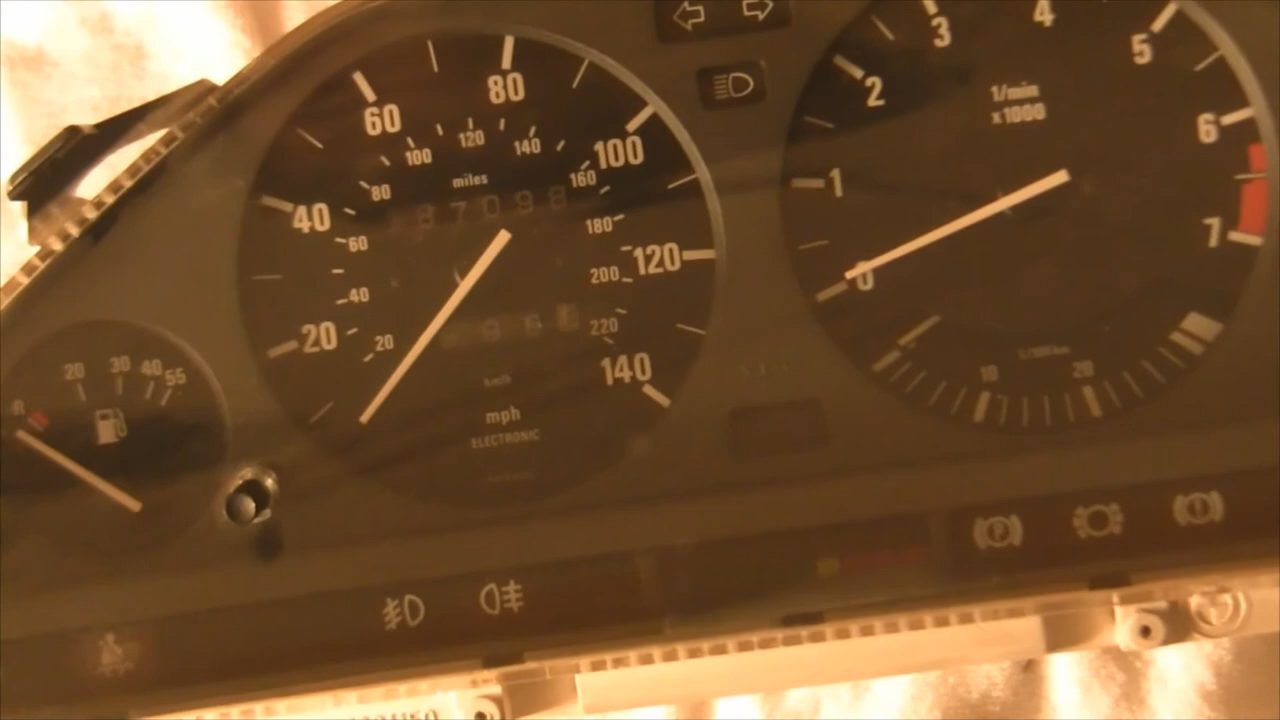 20 30 40 55
R
20 40 60 80 100 120 140
20 40 60 80 100 120 140 160 180 200 220
miles
87098
km/h
mph
ELECTRONIC
0 1 2 3 4 5 6 7
1/min
x1000
10 20
P